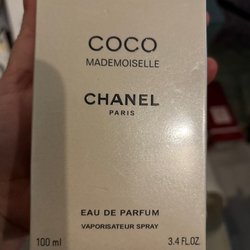 COCO
MADEMOISELLE
CHANEL
PARIS
EAU DE PARFUM
VAPORISATEUR SPRAY
100 ml 3.4 FL.OZ.